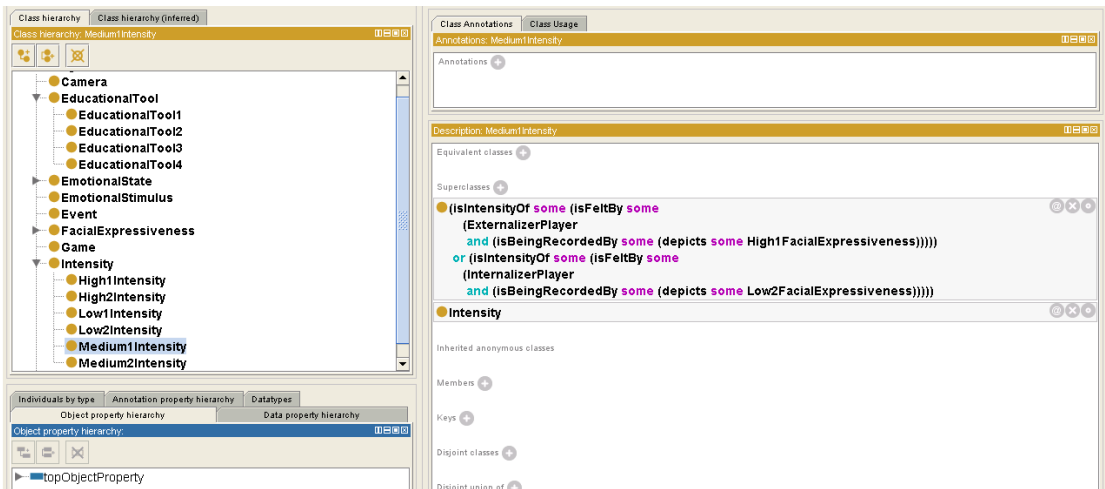 Class hierarchy
Class hierarchy (inferred)
Class hierarchy: Medium1Intensity
Camera
EducationalTool
EducationalTool1
EducationalTool2
EducationalTool3
EducationalTool4
EmotionalState
EmotionalStimulus
Event
FacialExpressiveness
Game
Intensity
High1Intensity
High2Intensity
Low1Intensity
Low2Intensity
Medium1Intensity
Medium2Intensity
Individuals by type
Annotation property hierarchy
Datatypes
Object property hierarchy
Data property hierarchy
Object property hierarchy:
topObjectProperty
Class Annotations
Class Usage
Annotations: Medium1Intensity
Annotations
Description: Medium1Intensity
Equivalent classes
Superclasses
(isIntensityOf some (isFeltBy some
(ExternalizerPlayer
and (isBeingRecordedBy some (depicts some High1FacialExpressiveness)))))
or (isIntensityOf some (isFeltBy some
(InternalizerPlayer
and (isBeingRecordedBy some (depicts some Low2FacialExpressiveness)))))
Intensity
Inherited anonymous classes
Members
Keys
Disjoint classes
Disjoint union of